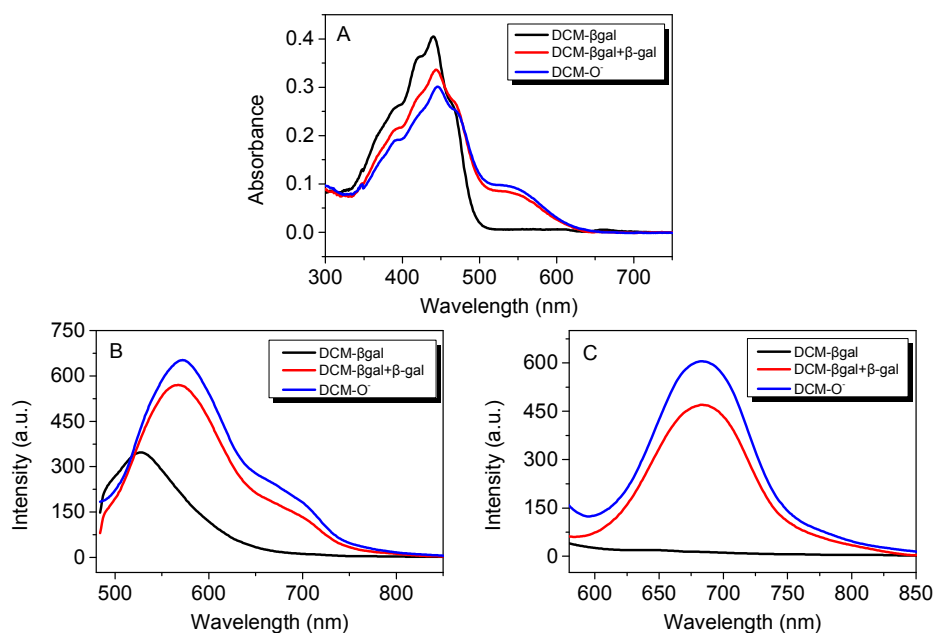 A
DCM-βgal
DCM-βgal+β-gal
DCM-O⁻
0.4
0.3
0.2
0.1
0.0
Absorbance
300 400 500 600 700
Wavelength (nm)
B
DCM-βgal
DCM-βgal+β-gal
DCM-O⁻
750
600
450
300
150
0
Intensity (a.u.)
500 600 700 800
Wavelength (nm)
C
DCM-βgal
DCM-βgal+β-gal
DCM-O⁻
600
450
300
150
0
Intensity (a.u.)
600 650 700 750 800 850
Wavelength (nm)